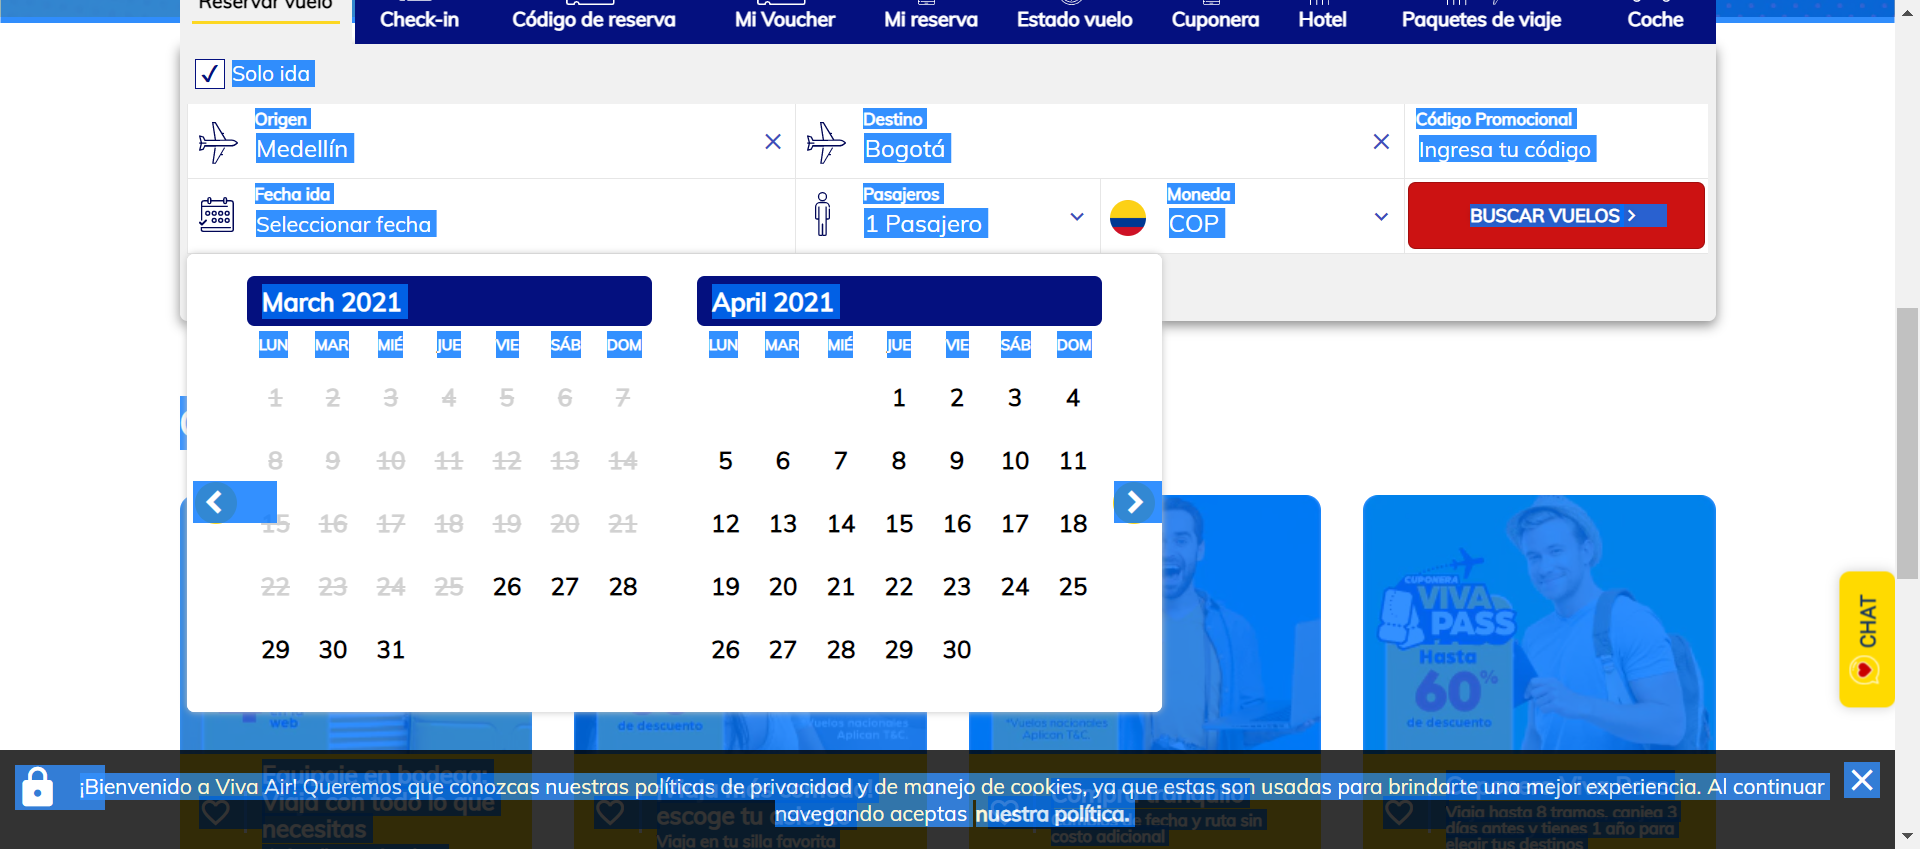 Reservar vuelo
Check-in
Código de reserva
Mi Voucher
Mi reserva
Estado vuelo
Cuponera
Hotel
Paquetes de viaje
Coche
Solo ida
Origen
Medellín
Destino
Bogotá
Código Promocional
Ingresa tu código
Fecha ida
Seleccionar fecha
Pasajeros
1 Pasajero
Moneda
COP
BUSCAR VUELOS
March 2021
LUN MAR MIÉ JUE VIE SÁB DOM
1 2 3 4 5 6 7
8 9 10 11 12 13 14
15 16 17 18 19 20 21
22 23 24 25 26 27 28
29 30 31
April 2021
LUN MAR MIÉ JUE VIE SÁB DOM
1 2 3 4
5 6 7 8 9 10 11
12 13 14 15 16 17 18
19 20 21 22 23 24 25
26 27 28 29 30
CUPONERA
VIVA
PASS
Hasta
60%
de descuento
web
de descuento
Vuelos nacionales
Aplican T&C.
*Vuelos nacionales
Aplican T&C.
CHAT
¡Bienvenido a Viva Air! Queremos que conozcas nuestras políticas de privacidad y de manejo de cookies, ya que estas son usadas para brindarte una mejor experiencia. Al continuar
navegando aceptas nuestra política.
Equipaje en bodega:
Viaja con todo lo que
necesitas
escoge tu
Viaja en tu silla favorita
Compra tranquilo
de fecha y ruta sin
costo adicional
Viaja hasta 8 tramos, canjea 3
días antes y tienes 1 año para
elegir tus destinos